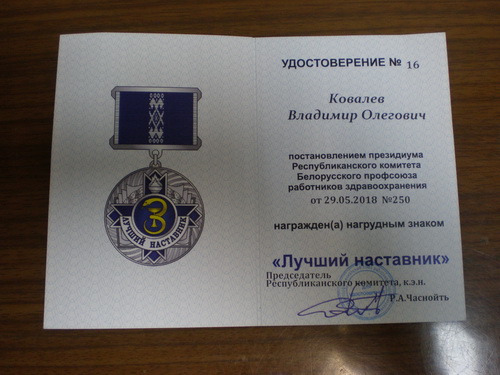 ЛУЧШИЙ НАСТАВНИК
УДОСТОВЕРЕНИЕ № 16
Ковалев
Владимир Олегович
постановлением президиума
Республиканского комитета
Белорусского профсоюза
работников здравоохранения
от 29.05.2018 №250
награжден(а) нагрудным знаком
«Лучший наставник»
Председатель
Республиканского комитета, к.э.н.
Р.А.Часнойть